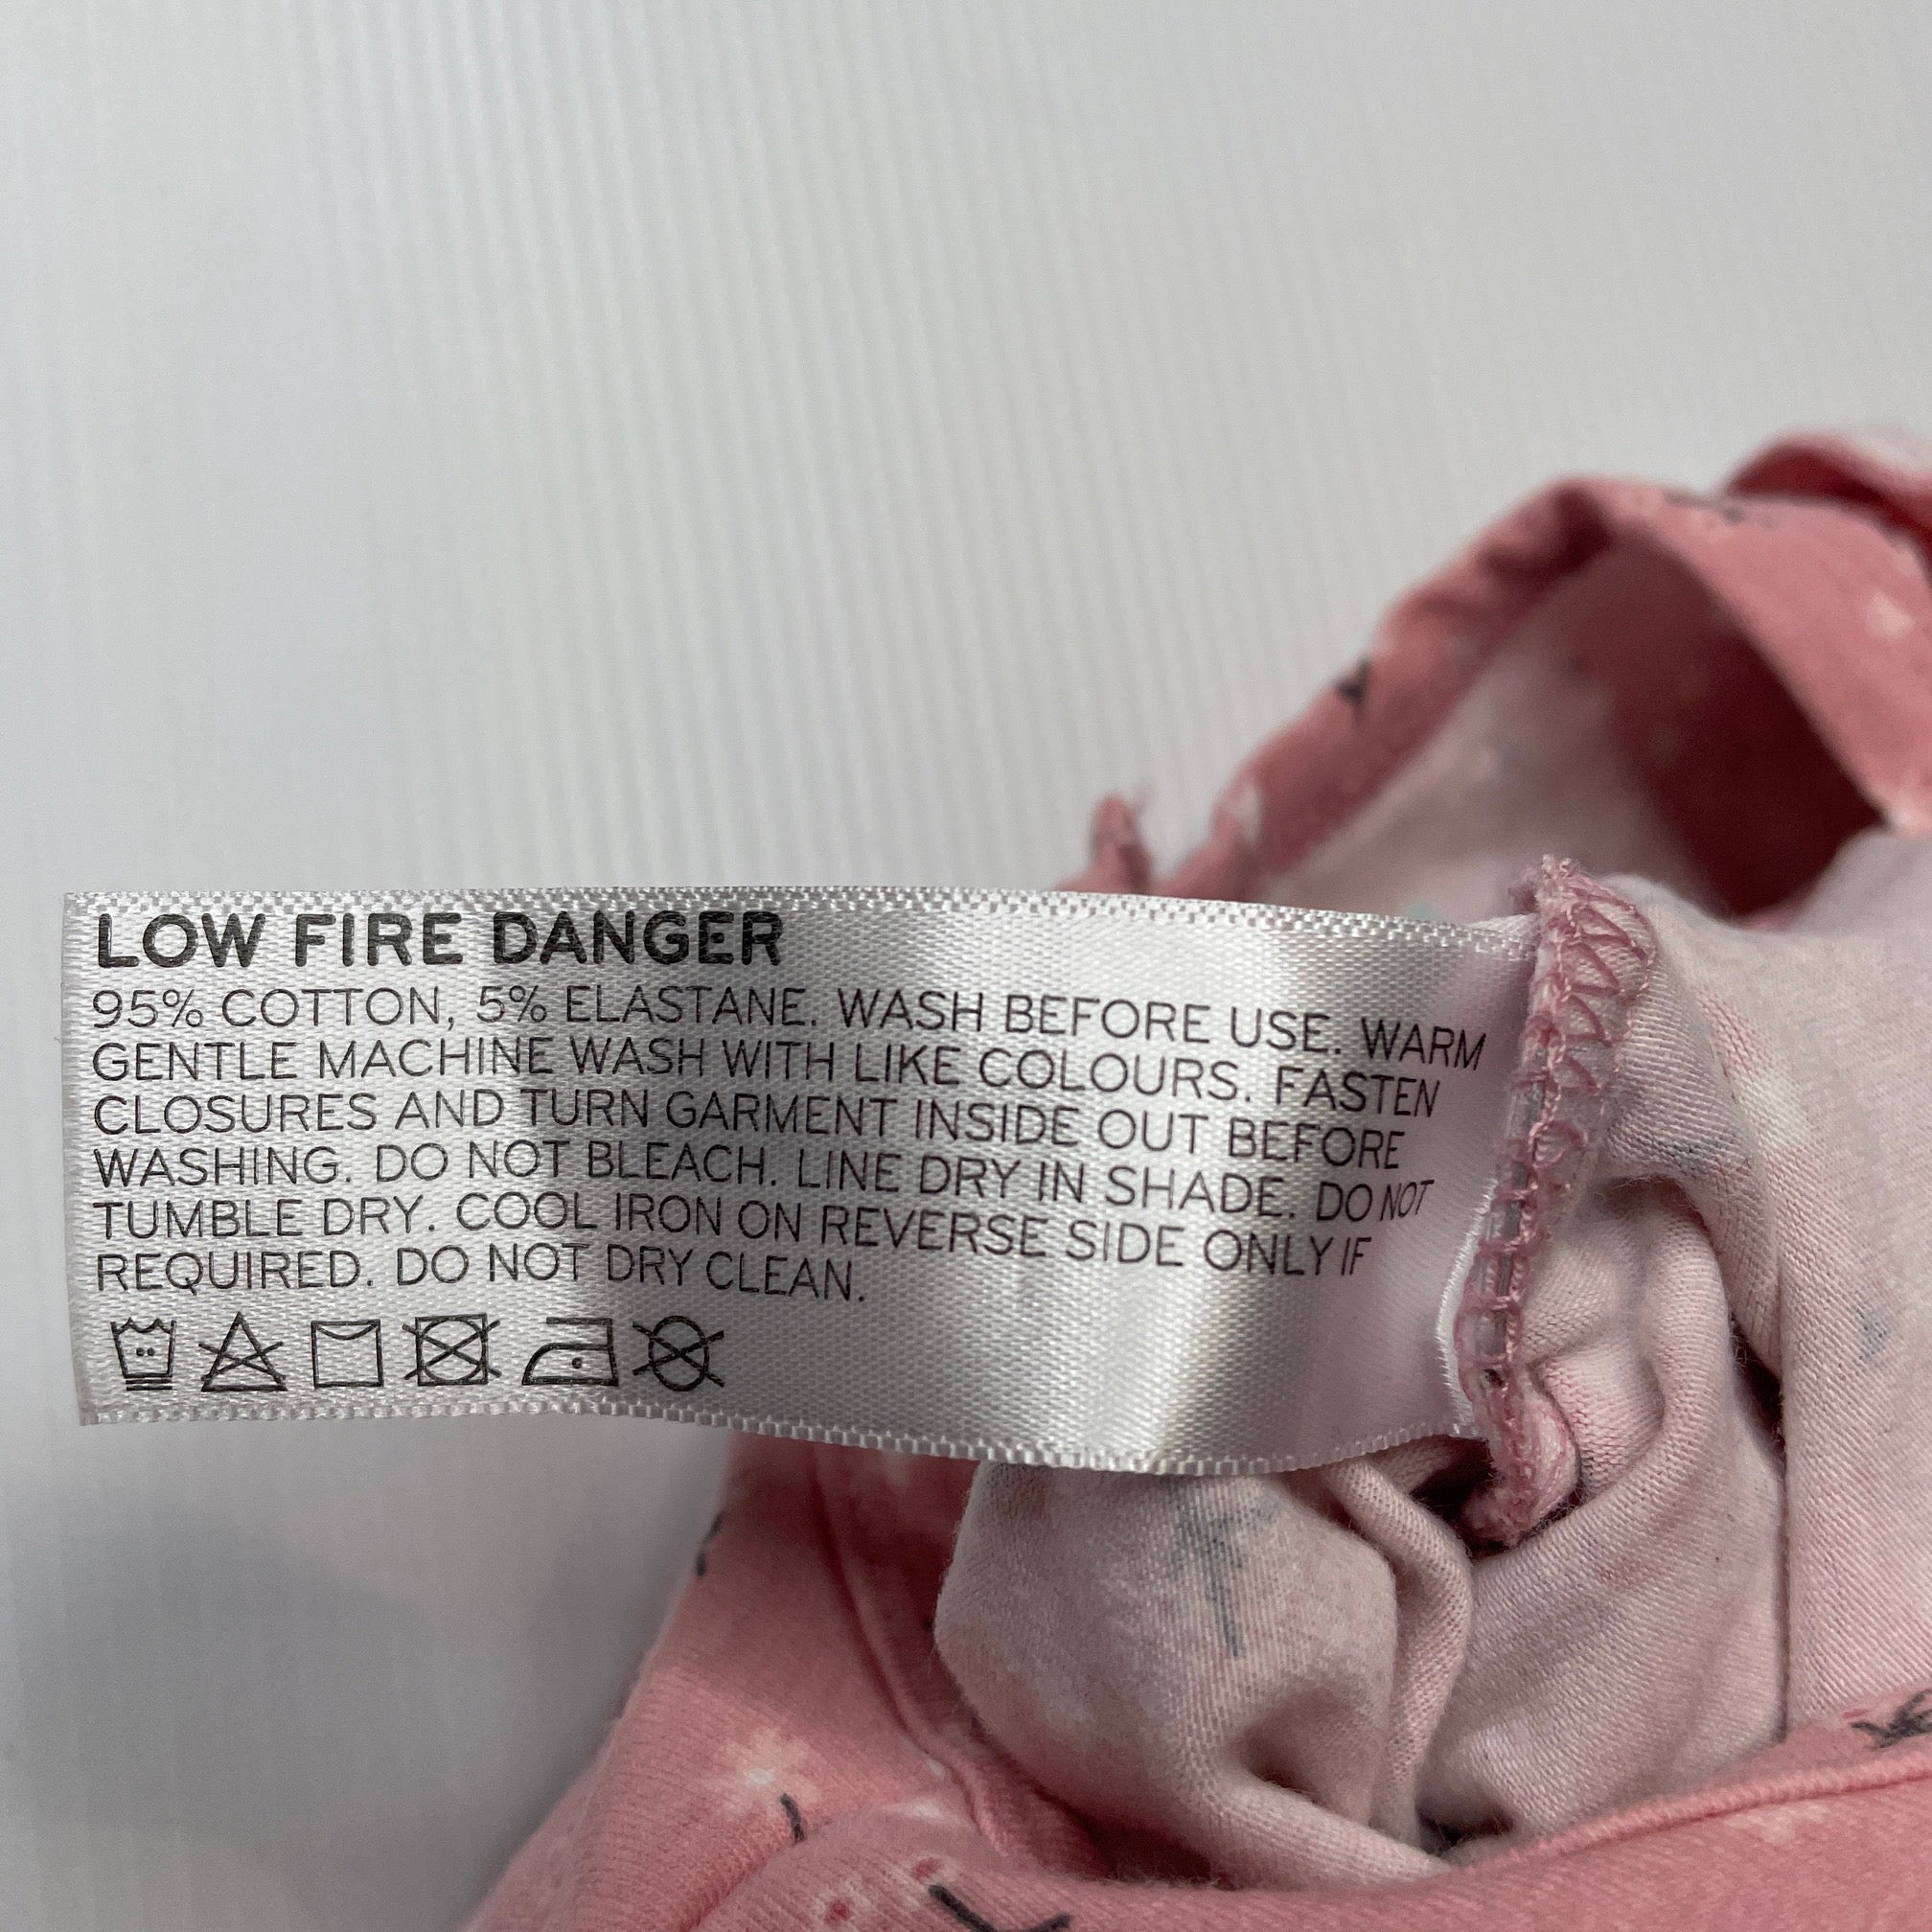 LOW FIRE DANGER
95% COTTON, 5% ELASTANE. WASH BEFORE USE. WARM
GENTLE MACHINE WASH WITH LIKE COLOURS. FASTEN
CLOSURES AND TURN GARMENT INSIDE OUT BEFORE
WASHING. DO NOT BLEACH. LINE DRY IN SHADE. DO NOT
TUMBLE DRY. COOL IRON ON REVERSE SIDE ONLY IF
REQUIRED. DO NOT DRY CLEAN.